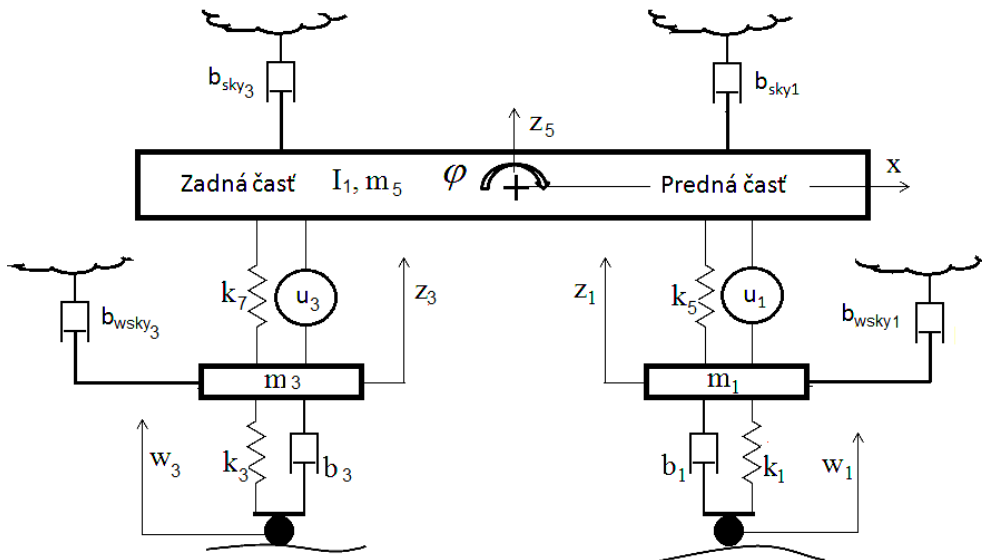 b_sky3
b_sky1
z_5
Zadná časť I_1, m_5 φ Predná časť x
k_7 u_3 z_3 z_1 k_5 u_1
b_wsky3
b_wsky1
m_3
m_1
w_3 k_3 b_3
b_1 k_1 w_1